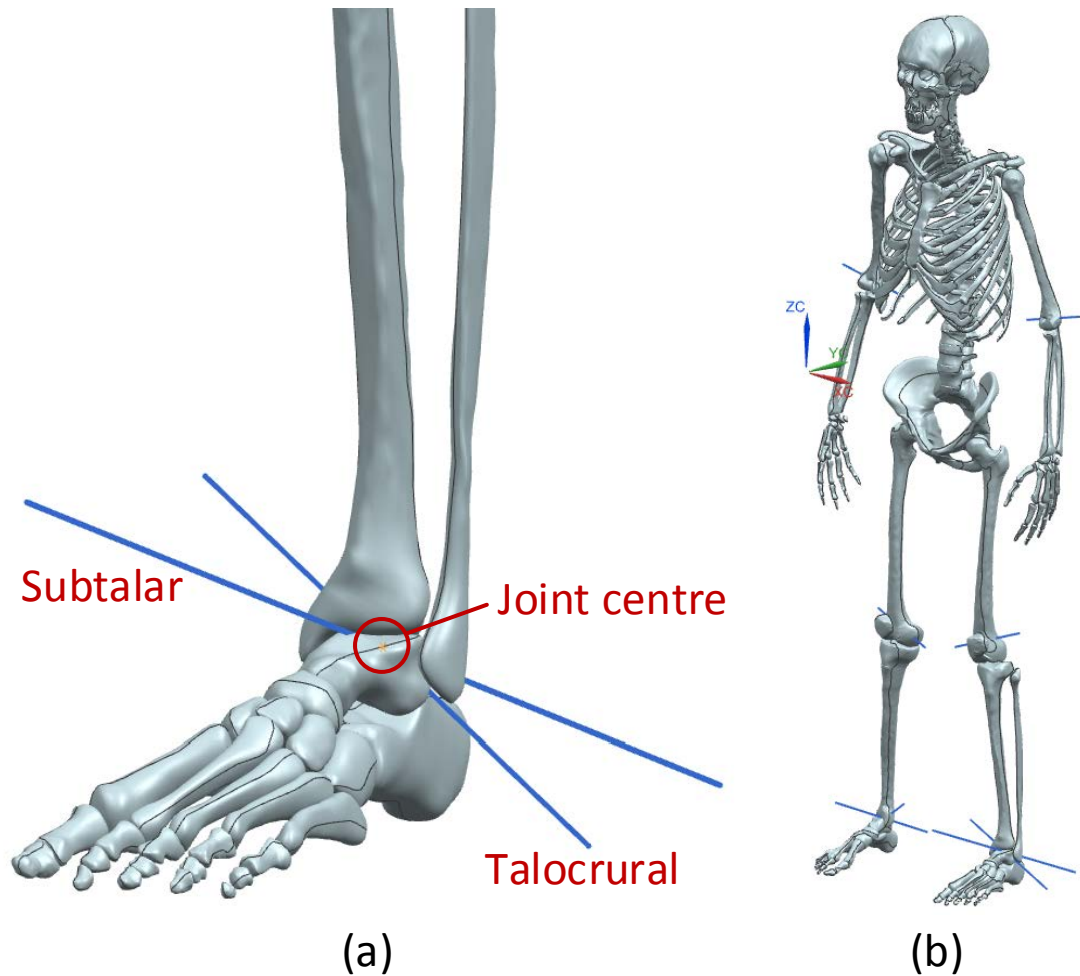 Subtalar
Joint centre
Talocrural
(a)
ZC
YC
XC
(b)